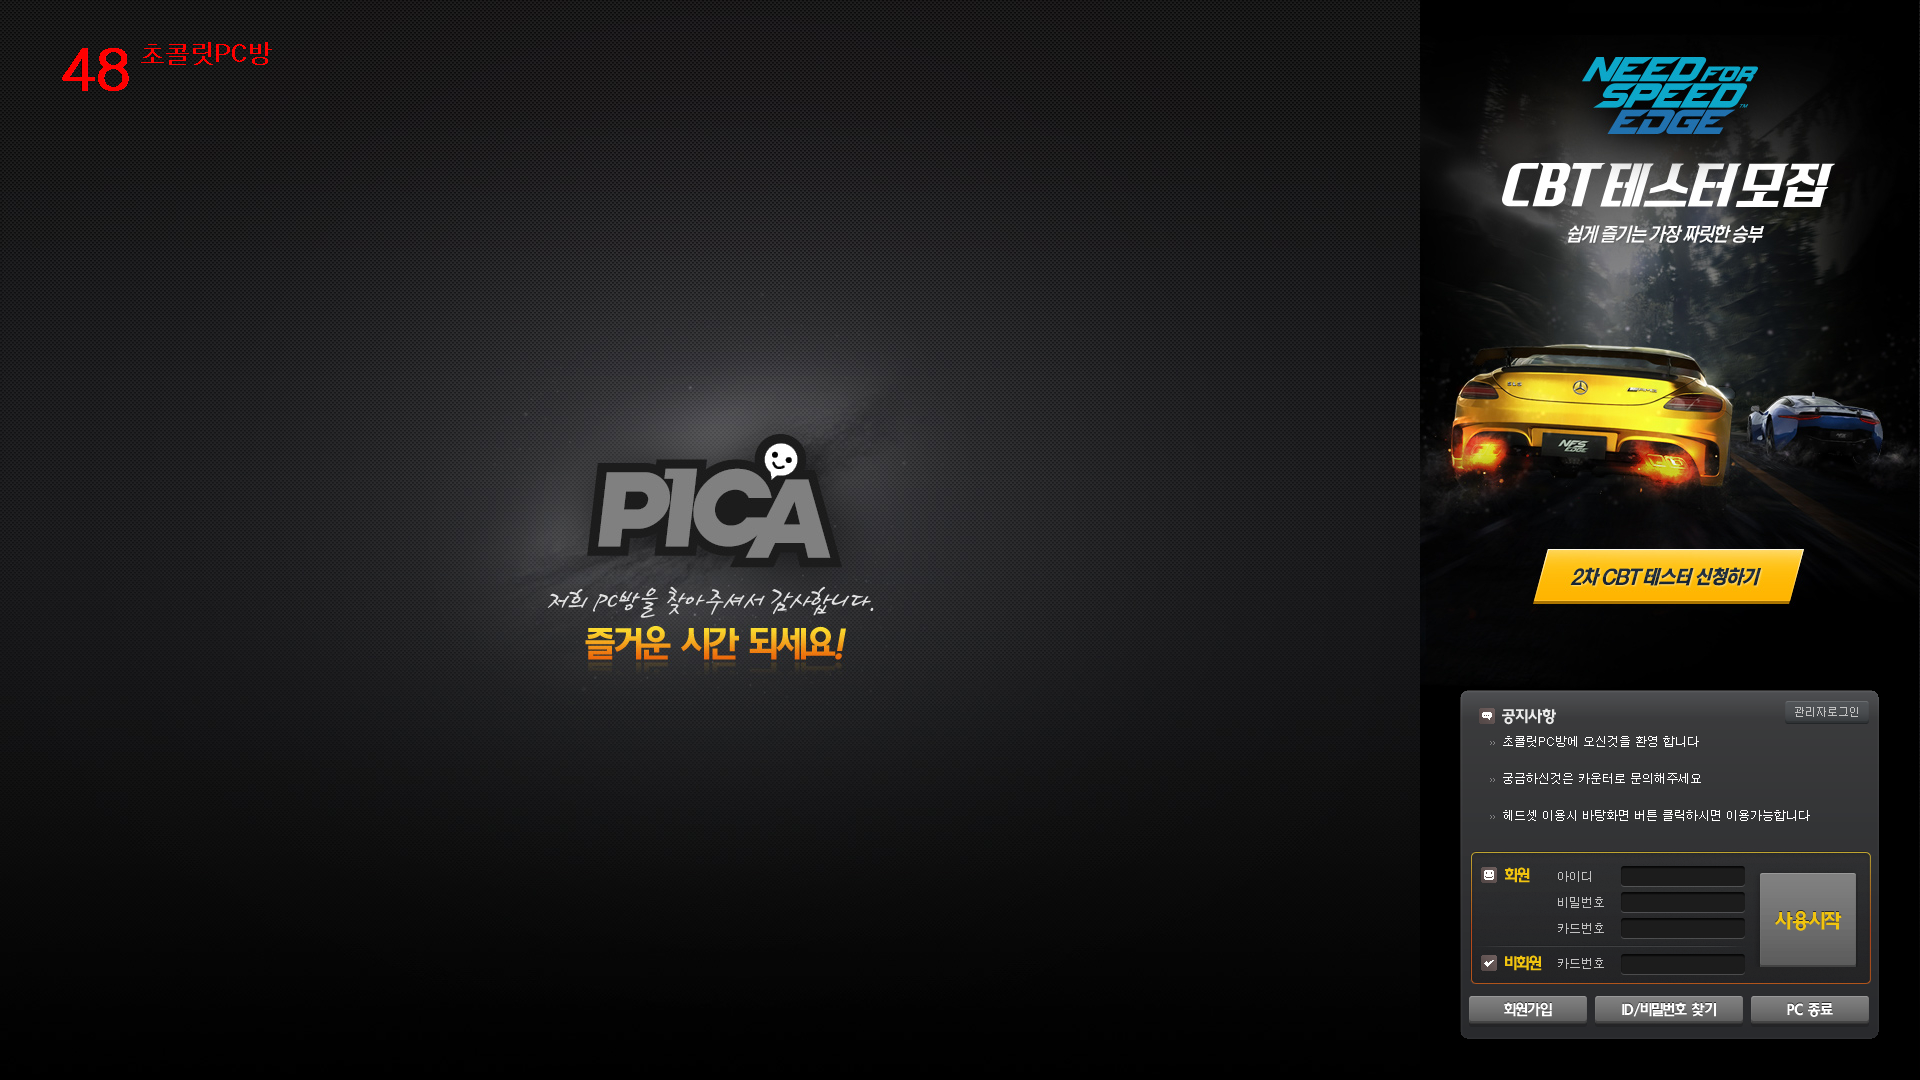 48 초콜릿PC방
PICA
저희 PC방을 찾아주셔서 감사합니다.
즐거운 시간 되세요!
NEED FOR
SPEED™
EDGE
CBT 테스터 모집
쉽게 즐기는 가장 짜릿한 승부
NFS
EDGE
2차 CBT 테스터 신청하기
공지사항
관리자로그인
›› 초콜릿PC방에 오신것을 환영 합니다
›› 궁금하신것은 카운터로 문의해주세요
›› 헤드셋 이용시 바탕화면 버튼 클릭하시면 이용가능합니다
회원 아이디
비밀번호
카드번호
사용시작
비회원 카드번호
회원가입 ID/비밀번호 찾기 PC 종료